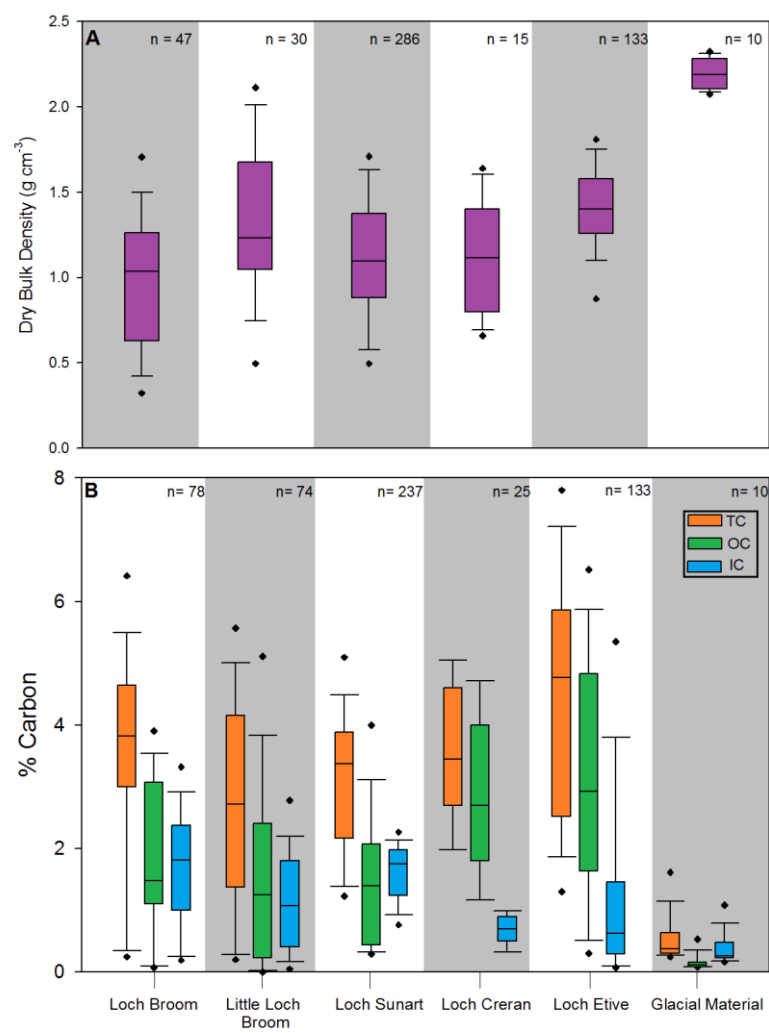 A
n = 47
n = 30
n = 286
n = 15
n = 133
n = 10
Dry Bulk Density (g cm⁻³)
2.5
2.0
1.5
1.0
0.5
0.0
B
n= 78
n= 74
n= 237
n= 25
n= 133
n= 10
TC
OC
IC
% Carbon
8
6
4
2
0
Loch Broom
Little Loch
Broom
Loch Sunart
Loch Creran
Loch Etive
Glacial Material